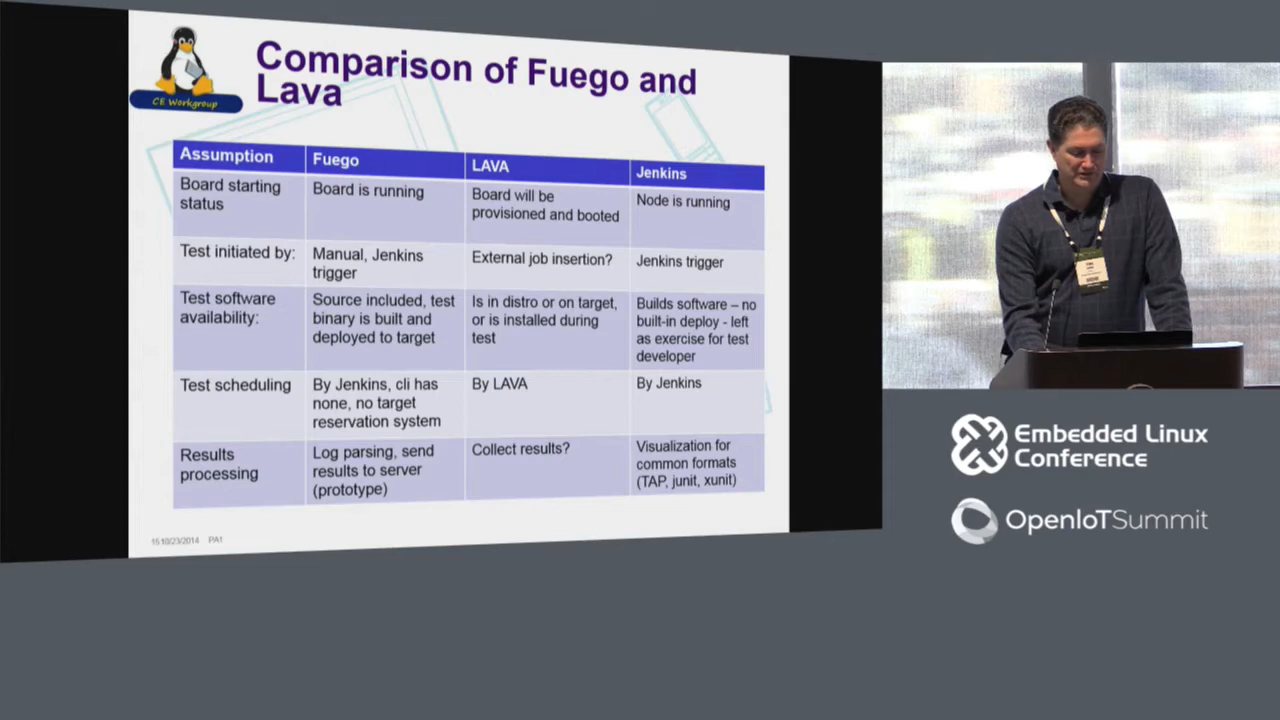 Comparison of Fuego and
Lava
CE Workgroup
Assumption
Fuego
LAVA
Jenkins
Board starting
status
Board is running
Board will be
provisioned and booted
Node is running
Test initiated by:
Manual, Jenkins
trigger
External job insertion?
Jenkins trigger
Test software
availability:
Source included, test
binary is built and
deployed to target
Is in distro or on target,
or is installed during
test
Builds software – no
built-in deploy - left
as exercise for test
developer
Test scheduling
By Jenkins, cli has
none, no target
reservation system
By LAVA
By Jenkins
Results
processing
Log parsing, send
results to server
(prototype)
Collect results?
Visualization for
common formats
(TAP, junit, xunit)
15 10/23/2014 PA1
Embedded Linux
Conference
OpenIoTSummit